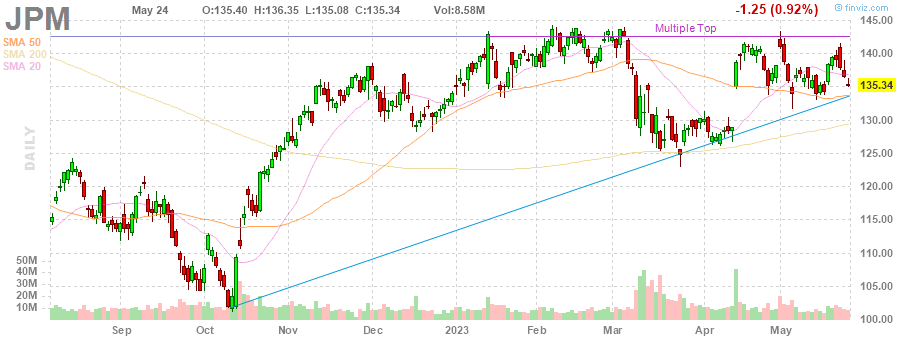 JPM May 24 O:135.40 H:136.35 L:135.08 C:135.34 Vol:8.58M -1.25 (0.92%) © finviz.com
SMA 50
SMA 200
SMA 20
DAILY
Multiple Top
145.00
140.00
135.34
130.00
125.00
120.00
115.00
110.00
105.00
100.00
50M
40M
30M
20M
10M
Sep Oct Nov Dec 2023 Feb Mar Apr May